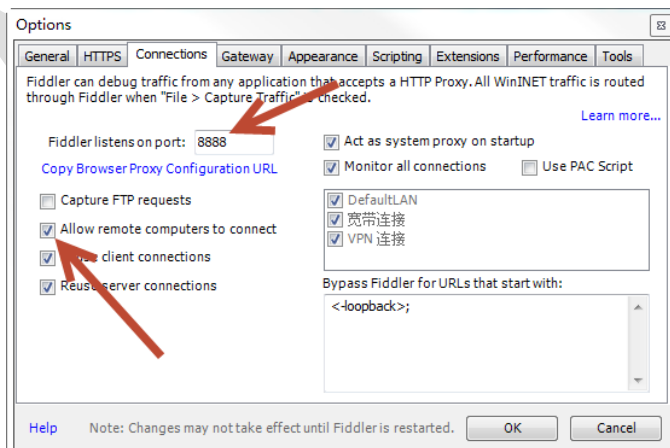 Options
General HTTPS Connections Gateway Appearance Scripting Extensions Performance Tools
Fiddler can debug traffic from any application that accepts a HTTP Proxy. All WinINET traffic is routed
through Fiddler when "File > Capture Traffic" is checked.
Learn more...
Fiddler listens on port: 8888
Copy Browser Proxy Configuration URL
Capture FTP requests
Allow remote computers to connect
client connections
Reuse server connections
Act as system proxy on startup
Monitor all connections Use PAC Script
DefaultLAN
宽带连接
VPN 连接
Bypass Fiddler for URLs that start with:
<-loopback>;
Help Note: Changes may not take effect until Fiddler is restarted. OK Cancel